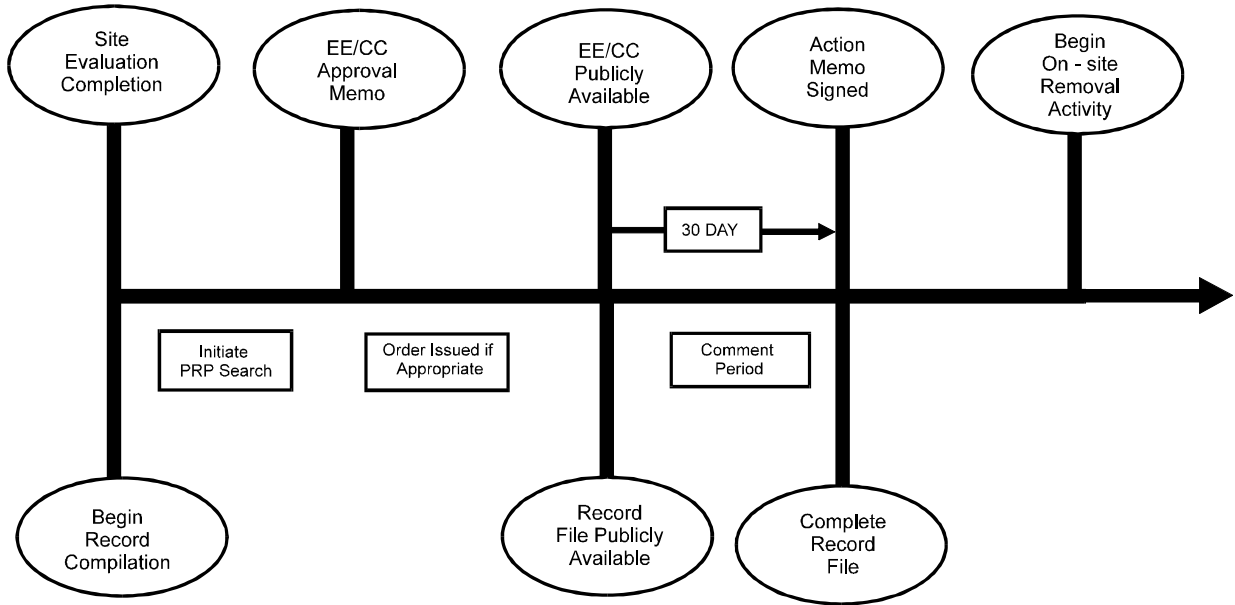 Site
Evaluation
Completion
EE/CC
Approval
Memo
EE/CC
Publicly
Available
Action
Memo
Signed
Begin
On - site
Removal
Activity
30 DAY
Initiate
PRP Search
Order Issued if
Appropriate
Comment
Period
Begin
Record
Compilation
Record
File Publicly
Available
Complete
Record
File